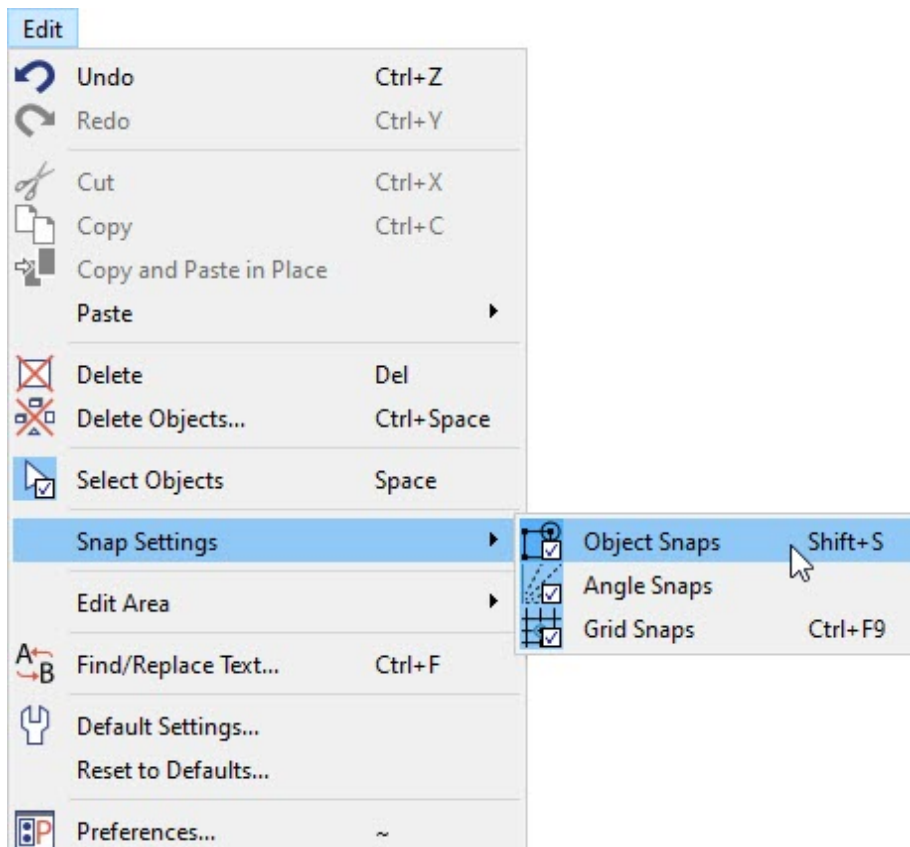 Edit
Undo Ctrl+Z
Redo Ctrl+Y
Cut Ctrl+X
Copy Ctrl+C
Copy and Paste in Place
Paste
Delete Del
Delete Objects... Ctrl+Space
Select Objects Space
Snap Settings
Object Snaps Shift+S
Angle Snaps
Grid Snaps Ctrl+F9
Edit Area
A B Find/Replace Text... Ctrl+F
Default Settings...
Reset to Defaults...
P Preferences... ~